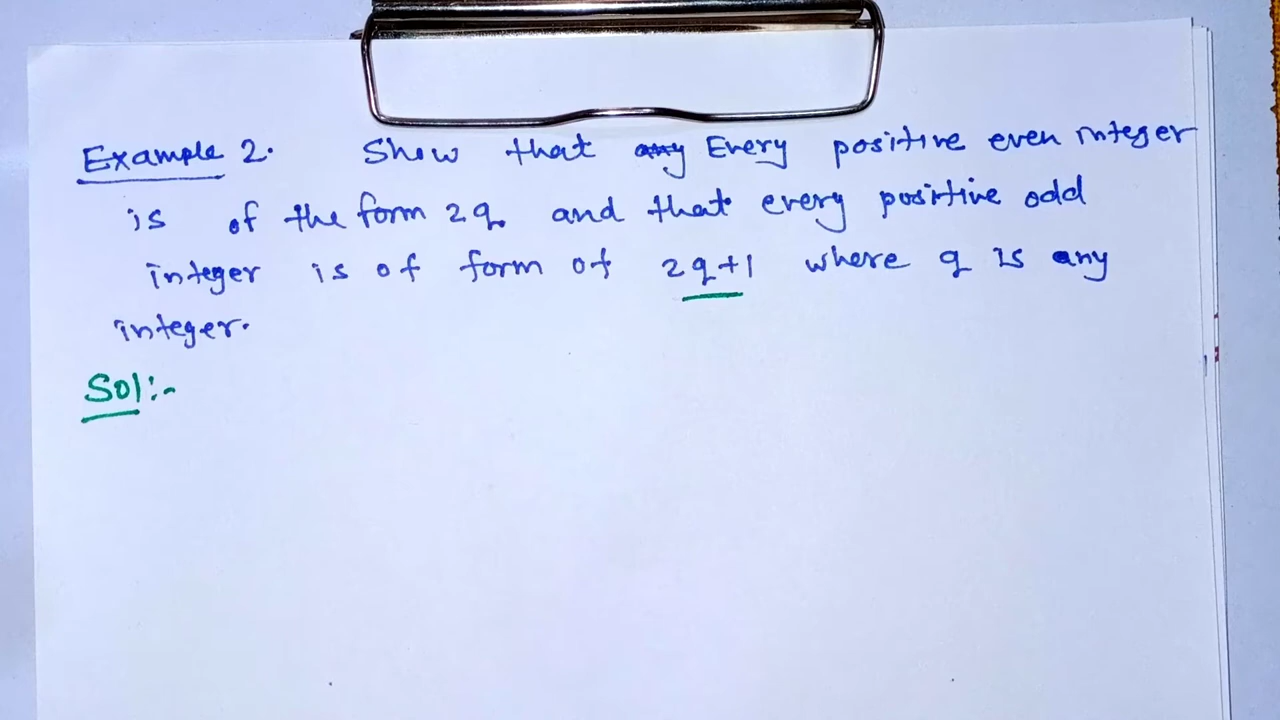 Example 2. Show that any Every positive even integer
is of the form 2q and that every positive odd
integer is of form of 2q+1 where q is any
integer.
Sol:-